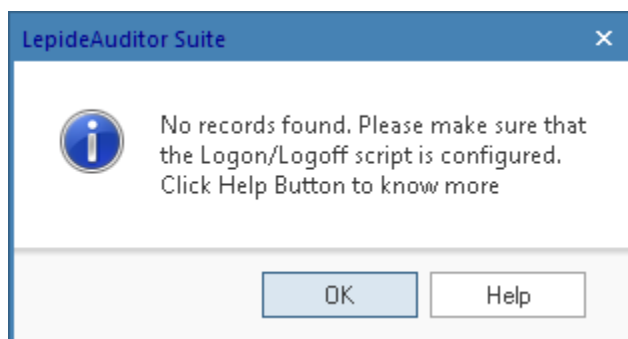 LepideAuditor Suite
No records found. Please make sure that
the Logon/Logoff script is configured.
Click Help Button to know more
OK
Help